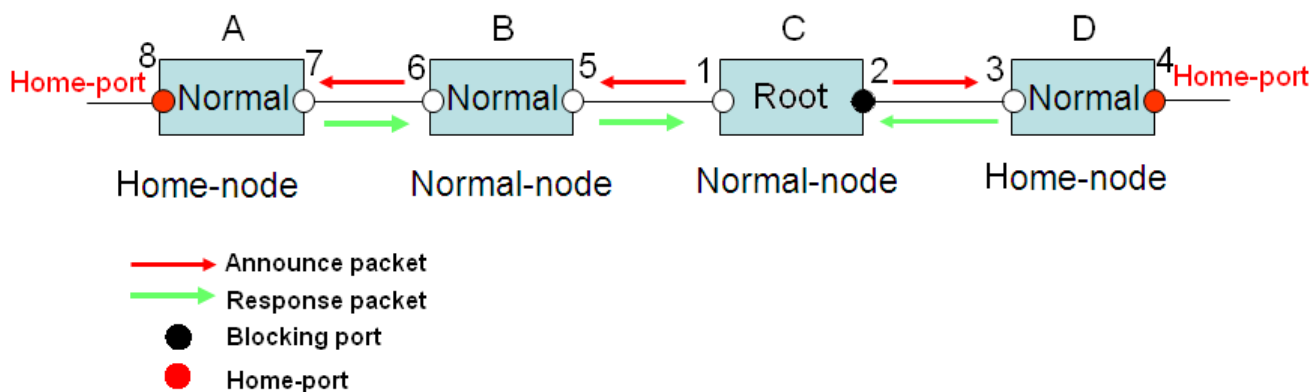 A B C D
8 7 6 5 1 2 3 4
Home-port Normal Normal Root Normal Home-port
Home-node Normal-node Normal-node Home-node
Announce packet
Response packet
Blocking port
Home-port